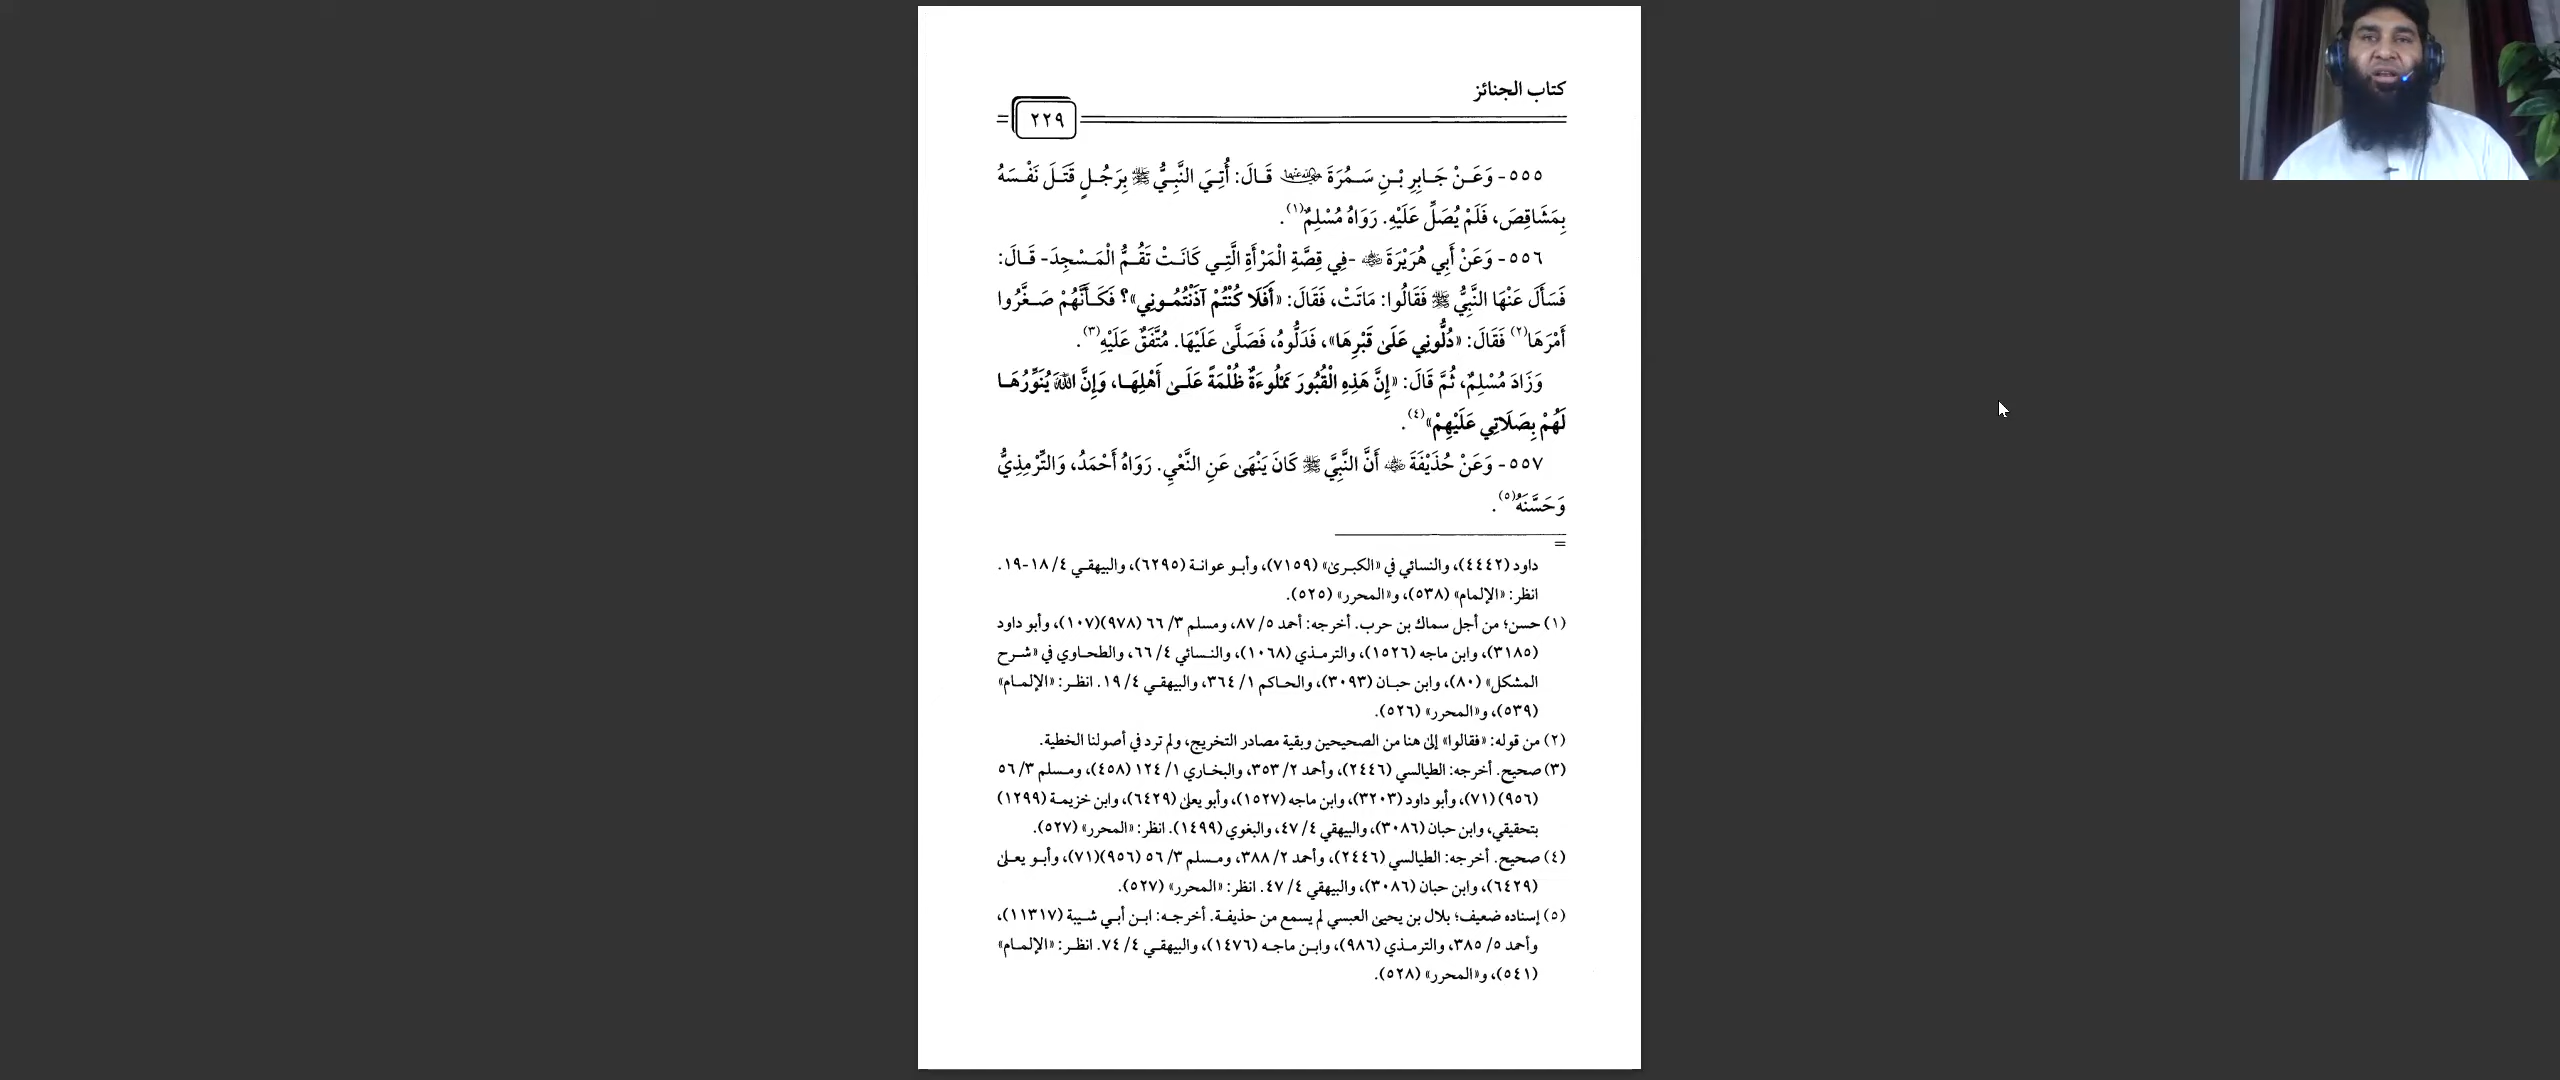 كتاب الجنائز
٢٢٩
٥٥٥- وَعَنْ جَابِرِ بْنِ سَمُرَةَ رضي الله عنهما قَالَ: أُتِيَ النَّبِيُّ ﷺ بِرَجُلٍ قَتَلَ نَفْسَهُ
بِمَشَاقِصَ، فَلَمْ يُصَلِّ عَلَيْهِ. رَوَاهُ مُسْلِمٌ(١).
٥٥٦- وَعَنْ أَبِي هُرَيْرَةَ رضي الله عنه -فِي قِصَّةِ الْمَرْأَةِ الَّتِي كَانَتْ تَقُمُّ الْمَسْجِدَ- قَالَ:
فَسَأَلَ عَنْهَا النَّبِيُّ ﷺ فَقَالُوا: مَاتَتْ، فَقَالَ: «أَفَلَا كُنْتُمْ آذَنْتُمُونِي»؟ فَكَأَنَّهُمْ صَغَّرُوا
أَمْرَهَا(٢) فَقَالَ: «دُلُّونِي عَلَىٰ قَبْرِهَا»، فَدَلُّوهُ، فَصَلَّىٰ عَلَيْهَا. مُتَّفَقٌ عَلَيْهِ(٣).
وَزَادَ مُسْلِمٌ، ثُمَّ قَالَ: «إِنَّ هَذِهِ الْقُبُورَ مَمْلُوءَةٌ ظُلْمَةً عَلَىٰ أَهْلِهَا، وَإِنَّ اللهَ يُنَوِّرُهَا
لَهُمْ بِصَلَاتِي عَلَيْهِمْ»(٤).
٥٥٧- وَعَنْ حُذَيْفَةَ رضي الله عنه أَنَّ النَّبِيَّ ﷺ كَانَ يَنْهَىٰ عَنِ النَّعْيِ. رَوَاهُ أَحْمَدُ، وَالتِّرْمِذِيُّ
وَحَسَّنَهُ(٥).
=
داود (٤٤٤٢)، والنسائي في «الكبرىٰ» (٧١٥٩)، وأبو عوانة (٦٢٩٥)، والبيهقي ٤/ ١٨-١٩.
انظر: «الإلمام» (٥٣٨)، و«المحرر» (٥٢٥).
(١) حسن؛ من أجل سماك بن حرب. أخرجه: أحمد ٥/ ٨٧، ومسلم ٣/ ٦٦ (٩٧٨)(١٠٧)، وأبو داود
(٣١٨٥)، وابن ماجه (١٥٢٦)، والترمذي (١٠٦٨)، والنسائي ٤/ ٦٦، والطحاوي في «شرح
المشكل» (٨٠)، وابن حبان (٣٠٩٣)، والحاكم ١/ ٣٦٤، والبيهقي ٤/ ١٩. انظر: «الإلمام»
(٥٣٩)، و«المحرر» (٥٢٦).
(٢) من قوله: «فقالوا» إلىٰ هنا من الصحيحين وبقية مصادر التخريج، ولم ترد في أصولنا الخطية.
(٣) صحيح. أخرجه: الطيالسي (٢٤٤٦)، وأحمد ٢/ ٣٥٣، والبخاري ١/ ١٢٤ (٤٥٨)، ومسلم ٣/ ٥٦
(٩٥٦) (٧١)، وأبو داود (٣٢٠٣)، وابن ماجه (١٥٢٧)، وأبو يعلىٰ (٦٤٢٩)، وابن خزيمة (١٢٩٩)
بتحقيقي، وابن حبان (٣٠٨٦)، والبيهقي ٤/ ٤٧، والبغوي (١٤٩٩). انظر: «المحرر» (٥٢٧).
(٤) صحيح. أخرجه: الطيالسي (٢٤٤٦)، وأحمد ٢/ ٣٨٨، ومسلم ٣/ ٥٦ (٩٥٦)(٧١)، وأبو يعلىٰ
(٦٤٢٩)، وابن حبان (٣٠٨٦)، والبيهقي ٤/ ٤٧. انظر: «المحرر» (٥٢٧).
(٥) إسناده ضعيف؛ بلال بن يحيىٰ العبسي لم يسمع من حذيفة. أخرجه: ابن أبي شيبة (١١٣١٧)،
وأحمد ٥/ ٣٨٥، والترمذي (٩٨٦)، وابن ماجه (١٤٧٦)، والبيهقي ٤/ ٧٤. انظر: «الإلمام»
(٥٤١)، و«المحرر» (٥٢٨).